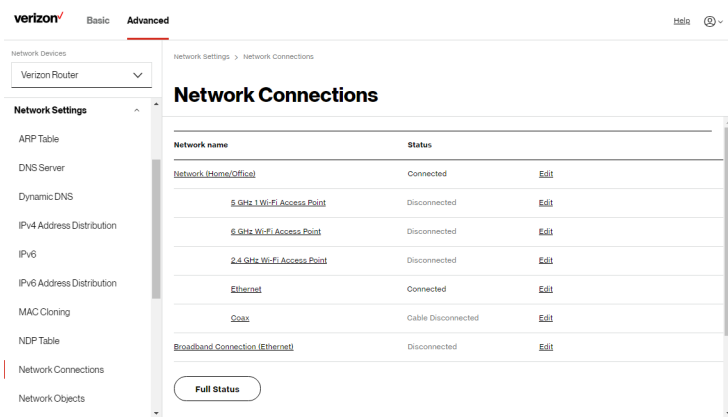 verizon
Basic
Advanced
Help
Network Devices
Verizon Router
Network Settings
ARP Table
DNS Server
Dynamic DNS
IPv4 Address Distribution
IPv6
IPv6 Address Distribution
MAC Cloning
NDP Table
Network Connections
Network Objects
Network Settings > Network Connections
Network Connections
Network name Status
Network (Home/Office) Connected Edit
5 GHz 1 Wi-Fi Access Point Disconnected Edit
6 GHz Wi-Fi Access Point Disconnected Edit
2.4 GHz Wi-Fi Access Point Disconnected Edit
Ethernet Connected Edit
Coax Cable Disconnected Edit
Broadband Connection (Ethernet) Disconnected Edit
Full Status